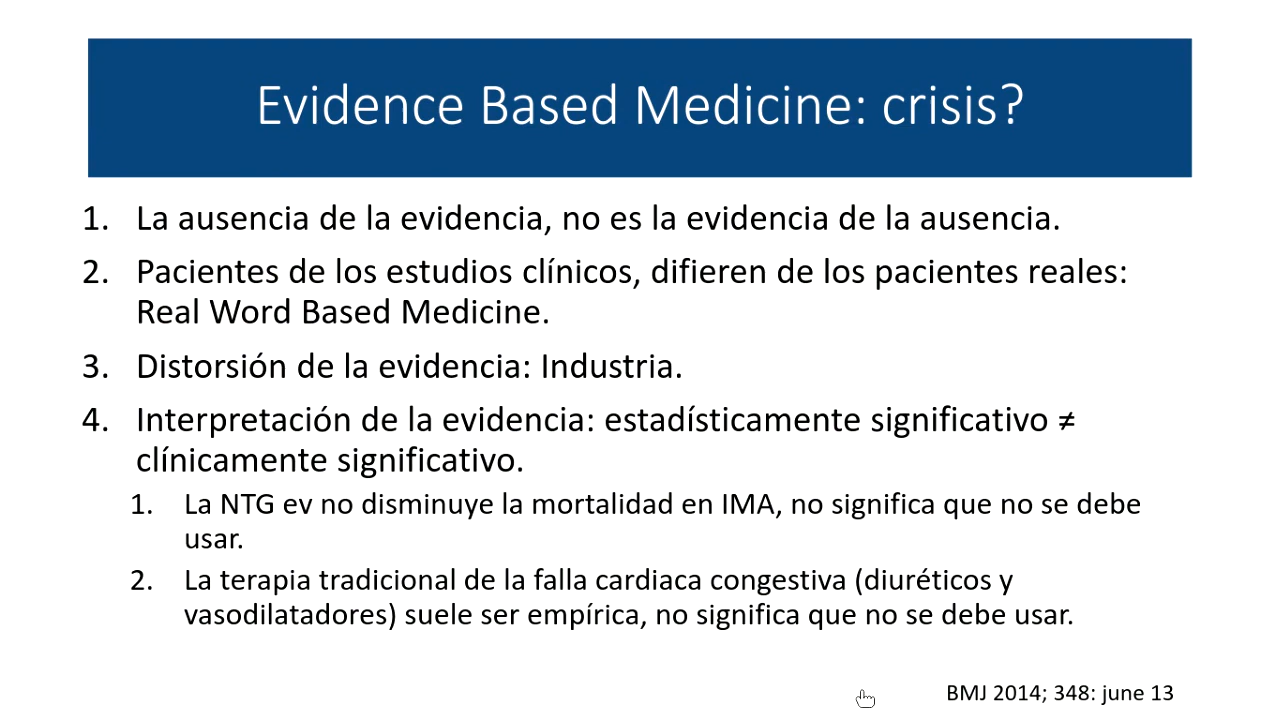 Evidence Based Medicine: crisis?
1. La ausencia de la evidencia, no es la evidencia de la ausencia.
2. Pacientes de los estudios clínicos, difieren de los pacientes reales:
Real Word Based Medicine.
3. Distorsión de la evidencia: Industria.
4. Interpretación de la evidencia: estadísticamente significativo ≠
clínicamente significativo.
1. La NTG ev no disminuye la mortalidad en IMA, no significa que no se debe
usar.
2. La terapia tradicional de la falla cardiaca congestiva (diuréticos y
vasodilatadores) suele ser empírica, no significa que no se debe usar.
BMJ 2014; 348: june 13